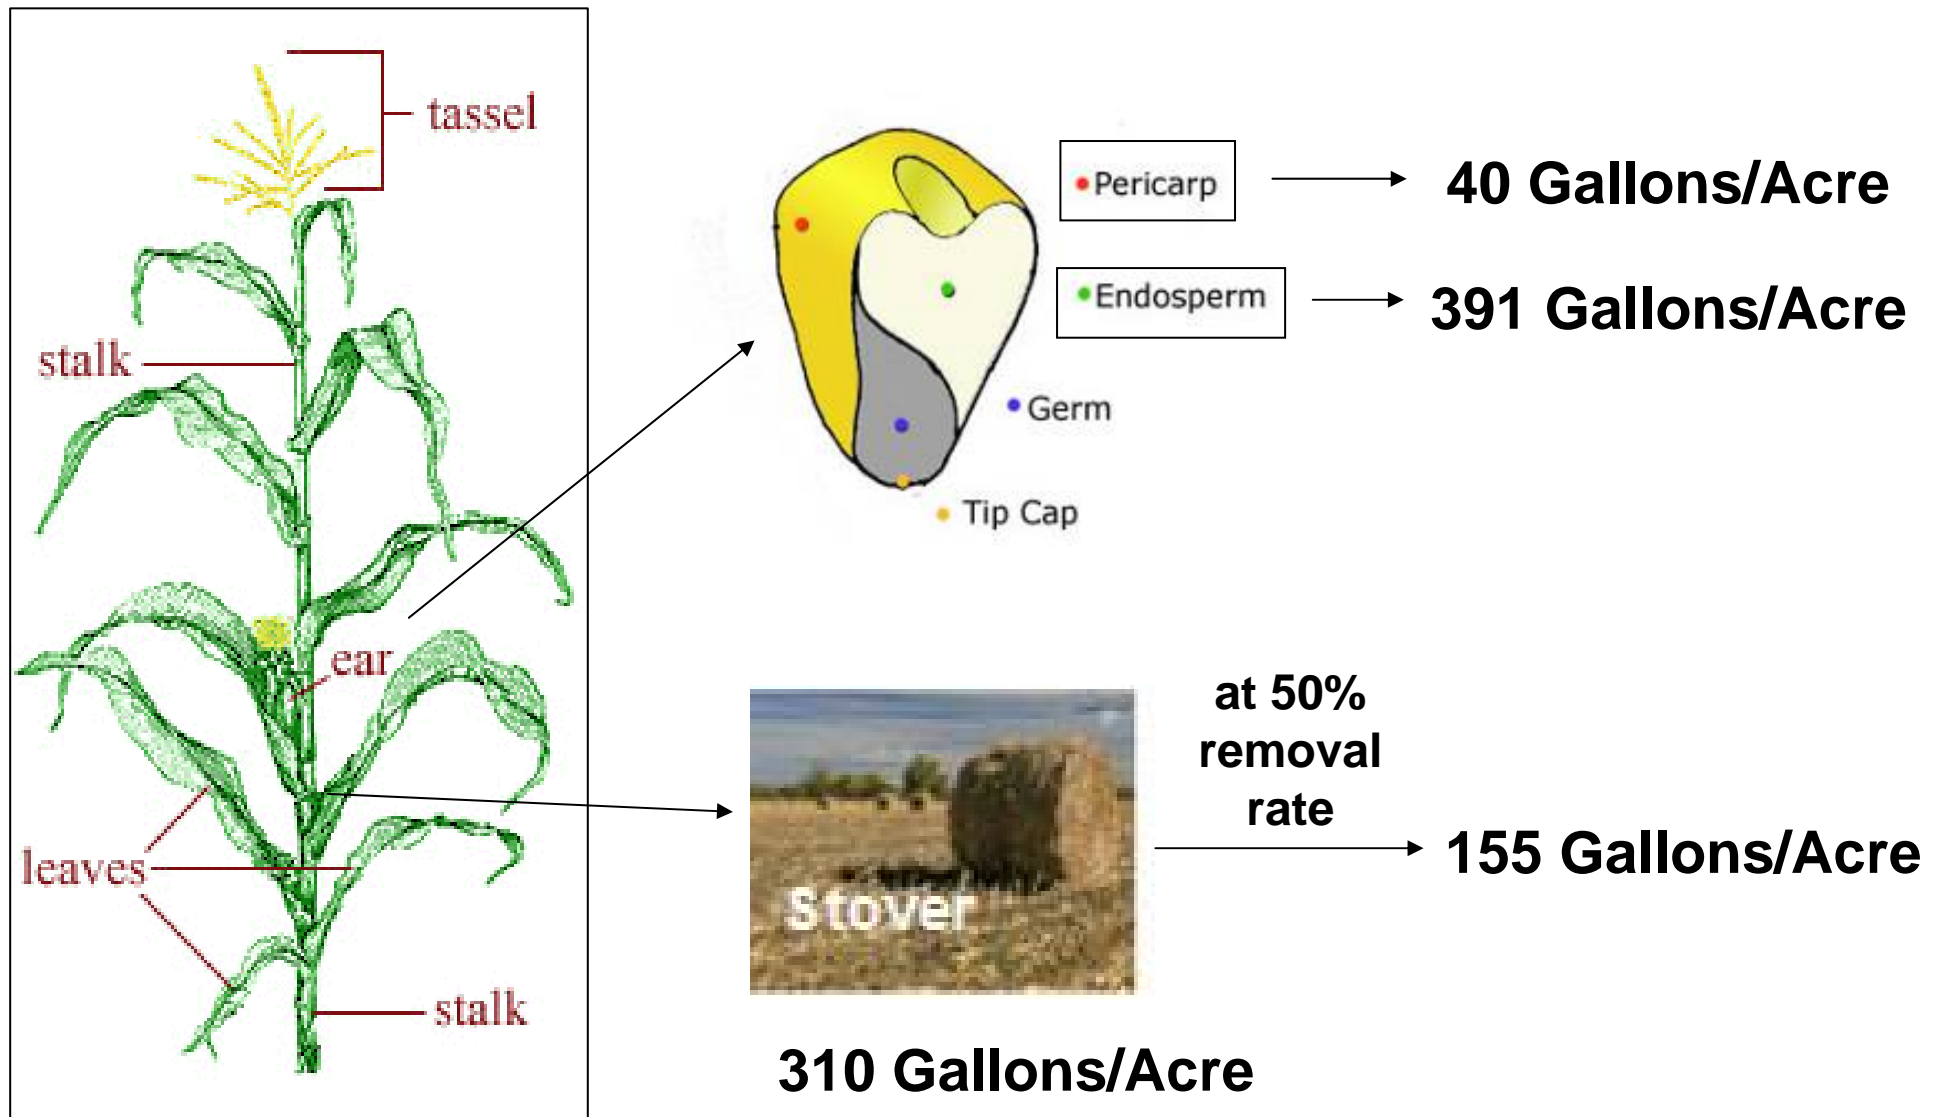 tassel
stalk
ear
leaves
stalk
Pericarp
40 Gallons/Acre
Endosperm
391 Gallons/Acre
Germ
Tip Cap
at 50%
removal
rate
155 Gallons/Acre
Stover
310 Gallons/Acre